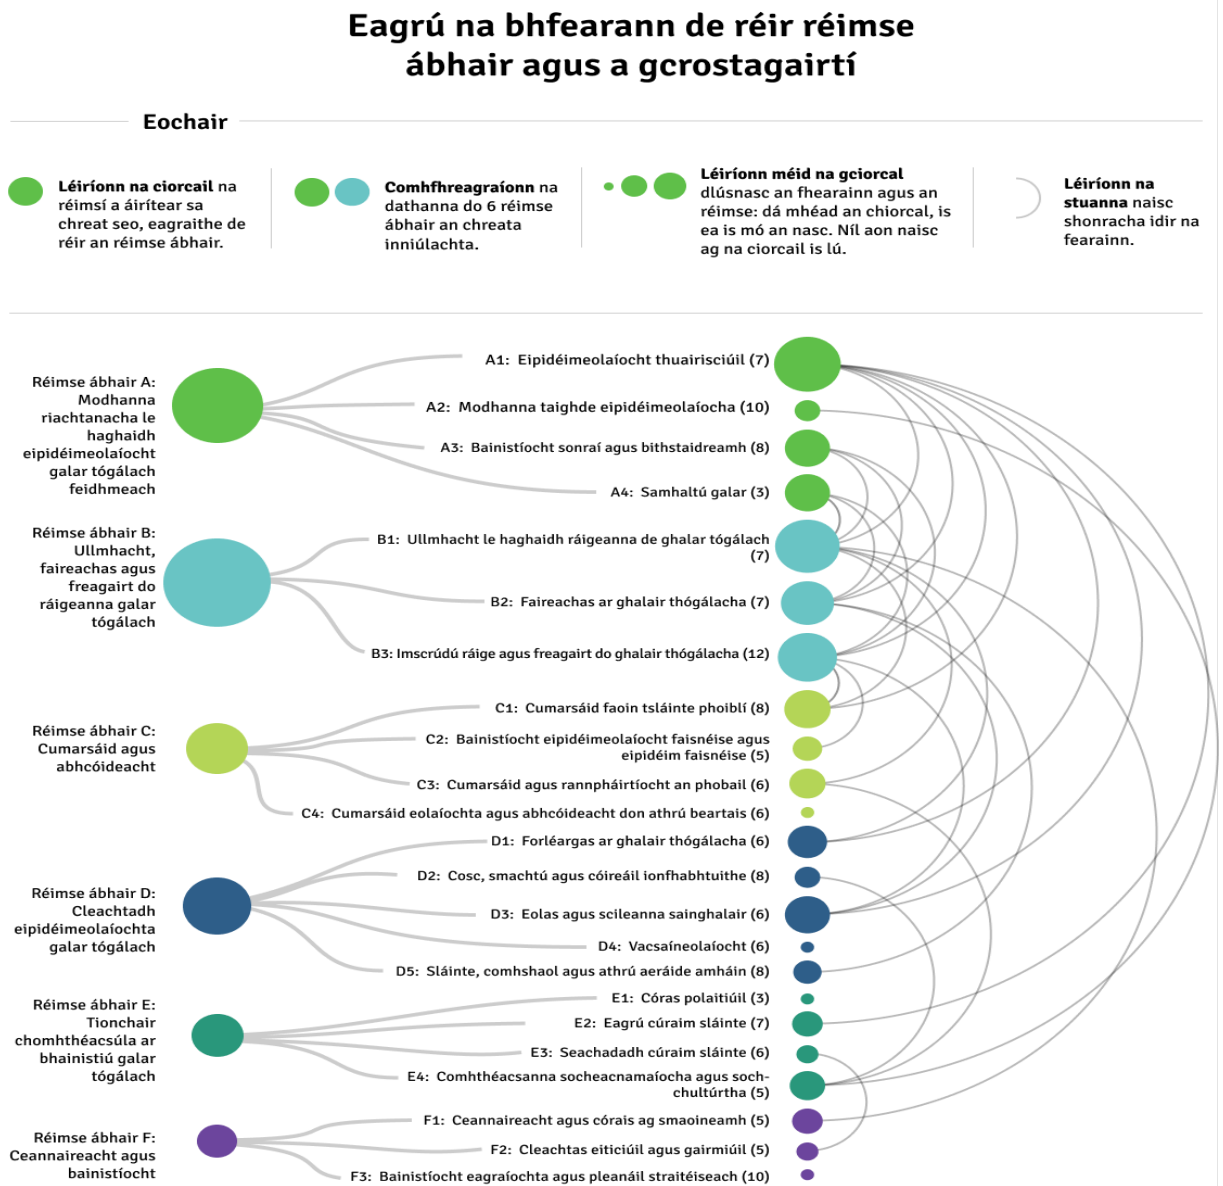 Eagrú na bhfearann de réir réimse
ábhair agus a gcrostagairtí
Eochair
Léiríonn na ciorcail na
réimsí a áirítear sa
chreat seo, eagraithe de
réir an réimse ábhair.
Comhfhreagraíonn na
dathanna do 6 réimse
ábhair an chreata
inniúlachta.
Léiríonn méid na gciorcal
dlúsnasc an fhearainn agus an
réimse: dá mhéad an chiorcal, is
ea is mó an nasc. Níl aon naisc
ag na ciorcail is lú.
Léiríonn na
stuanna naisc
shonracha idir na
fearainn.
Réimse ábhair A:
Modhanna
riachtanacha le
haghaidh
eipidéimeolaíocht
galar tógálach
feidhmeach
A1: Eipidéimeolaíocht thuairisciúil (7)
A2: Modhanna taighde eipidéimeolaíocha (10)
A3: Bainistíocht sonraí agus bithstaidreamh (8)
A4: Samhaltú galar (3)
Réimse ábhair B:
Ullmhacht,
faireachas agus
freagairt do
ráigeanna galar
tógálach
B1: Ullmhacht le haghaidh ráigeanna de ghalar tógálach
(7)
B2: Faireachas ar ghalair thógálacha (7)
B3: Imscrúdú ráige agus freagairt do ghalair thógálacha (12)
Réimse ábhair C:
Cumarsáid agus
abhcóideacht
C1: Cumarsáid faoin tsláinte phoiblí (8)
C2: Bainistíocht eipidéimeolaíocht faisnéise agus
eipidéim faisnéise (5)
C3: Cumarsáid agus rannpháirtíocht an phobail (6)
C4: Cumarsáid eolaíochta agus abhcóideacht don athrú beartais (6)
Réimse ábhair D:
Cleachtadh
eipidéimeolaíochta
galar tógálach
D1: Forléargas ar ghalair thógálacha (6)
D2: Cosc, smachtú agus cóireáil ionfhabhtuithe (8)
D3: Eolas agus scileanna sainghalair (6)
D4: Vacsaíneolaíocht (6)
D5: Sláinte, comhshaol agus athrú aeráide amháin (8)
Réimse ábhair E:
Tionchair
chomhthéacsúla ar
bhainistiú galar
tógálach
E1: Córas polaitiúil (3)
E2: Eagrú cúraim sláinte (7)
E3: Seachadadh cúraim sláinte (6)
E4: Comhthéacsanna socheacnamaíocha agus soch-
chultúrtha (5)
Réimse ábhair F:
Ceannaireacht agus
bainistíocht
F1: Ceannaireacht agus córais ag smaoineamh (5)
F2: Cleachtas eiticiúil agus gairmiúil (5)
F3: Bainistíocht eagraíochta agus pleanáil straitéiseach (10)